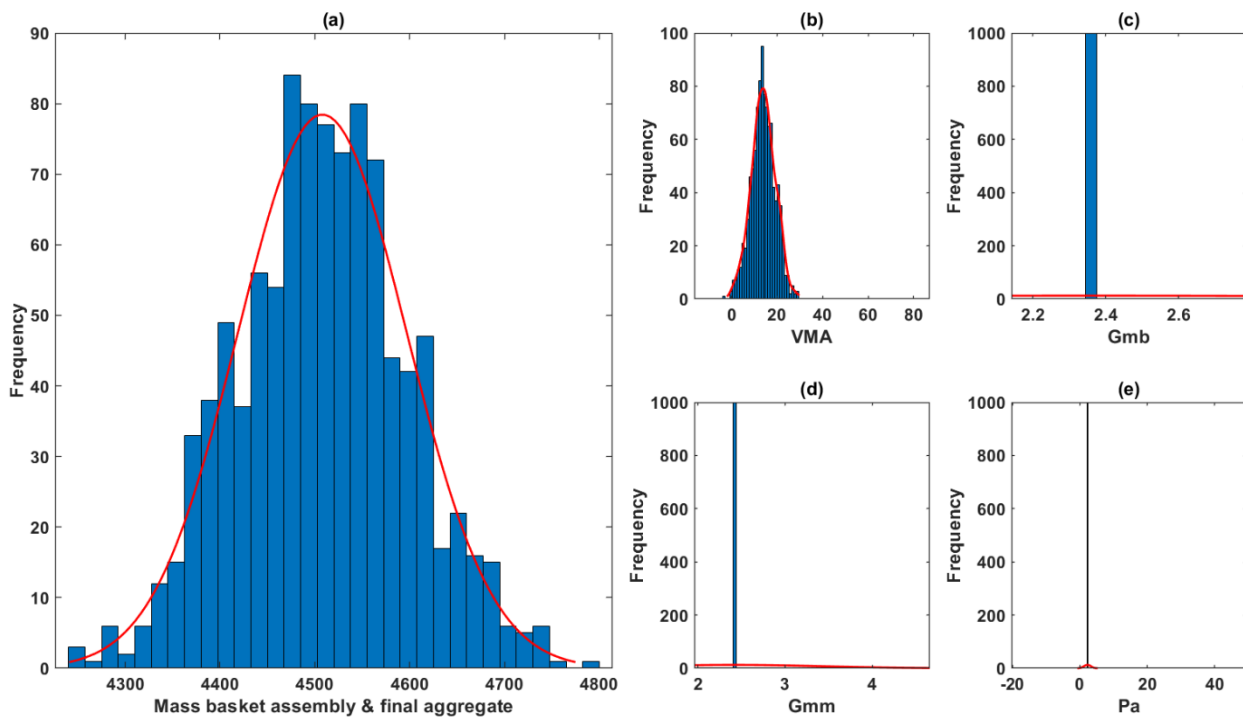 (a)
90
80
70
60
50
40
30
20
10
0
Frequency
4300 4400 4500 4600 4700 4800
Mass basket assembly & final aggregate
(b)
100
80
60
40
20
0
Frequency
0 20 40 60 80
VMA
(c)
1000
800
600
400
200
0
Frequency
2.2 2.4 2.6
Gmb
(d)
1000
800
600
400
200
0
Frequency
2 3 4
Gmm
(e)
1000
800
600
400
200
0
Frequency
-20 0 20 40
Pa